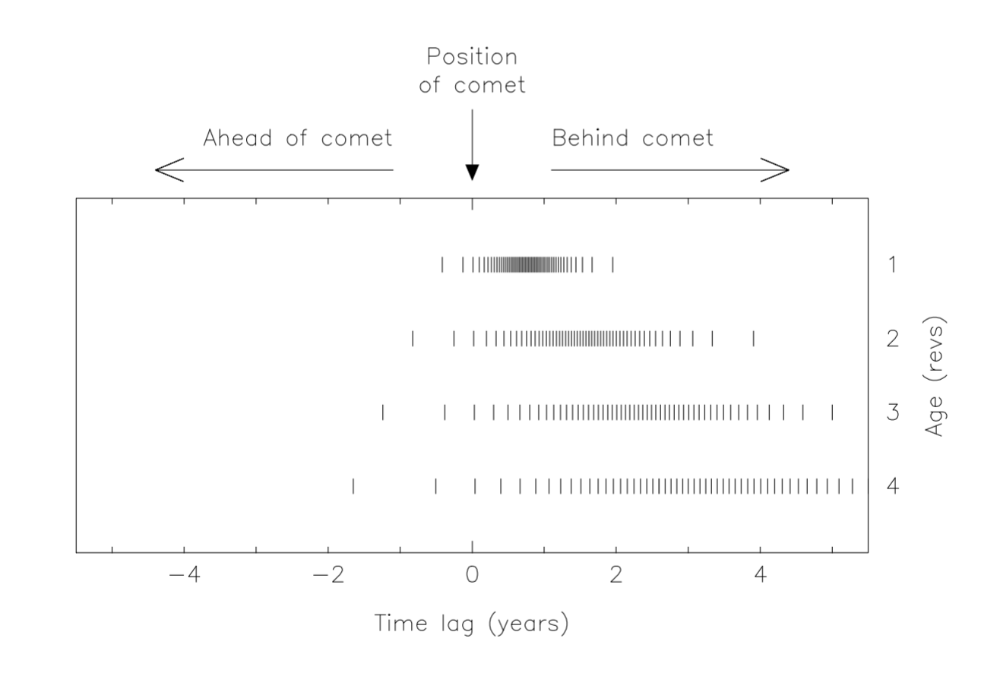 Position
of comet
Ahead of comet
Behind comet
1
2
3
4
Age (revs)
−4
−2
0
2
4
Time lag (years)